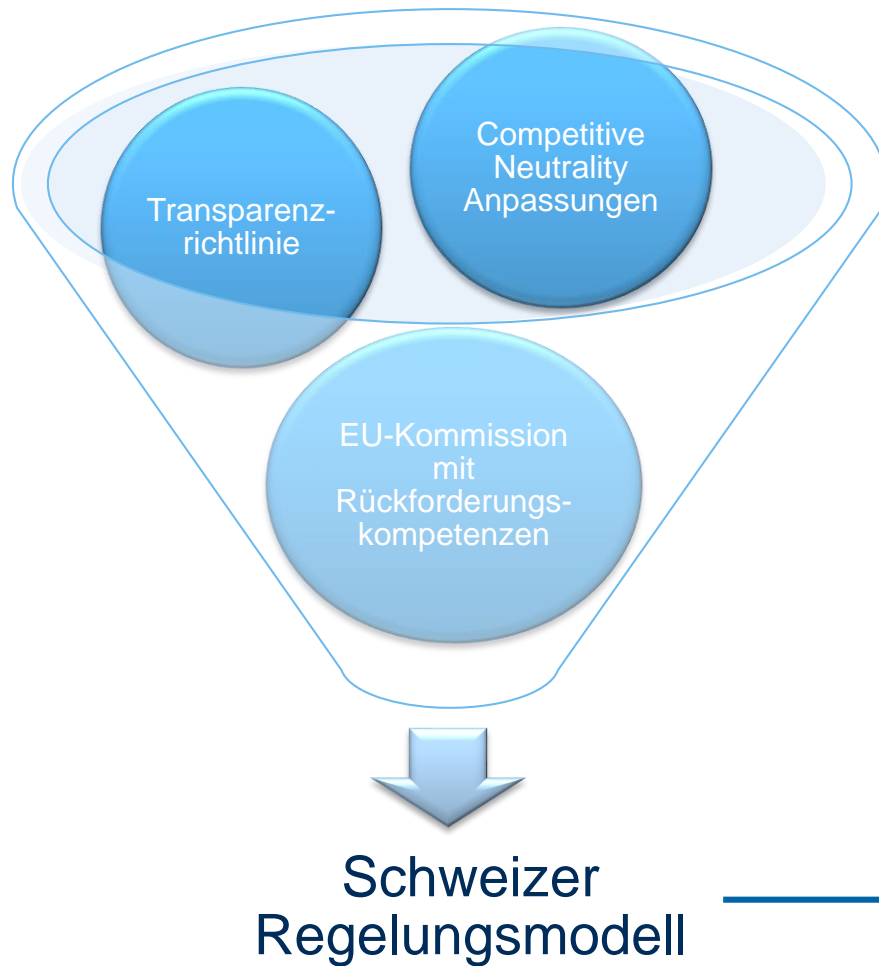 Transparenz-
richtlinie
Competitive
Neutrality
Anpassungen
EU-Kommission
mit
Rückforderungs-
kompetenzen
Schweizer
Regelungsmodell